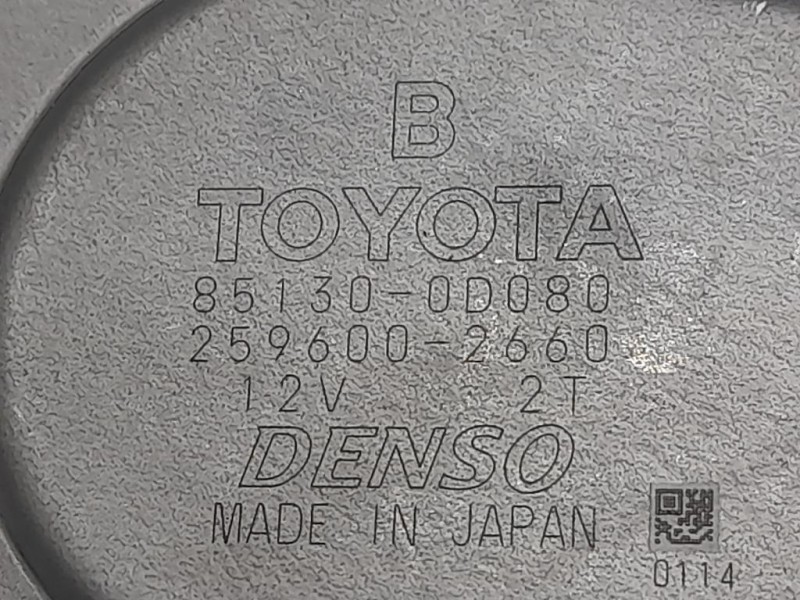 B
TOYOTA
85130-0D080
259600-2660
12V 2T
DENSO
MADE IN JAPAN
0114